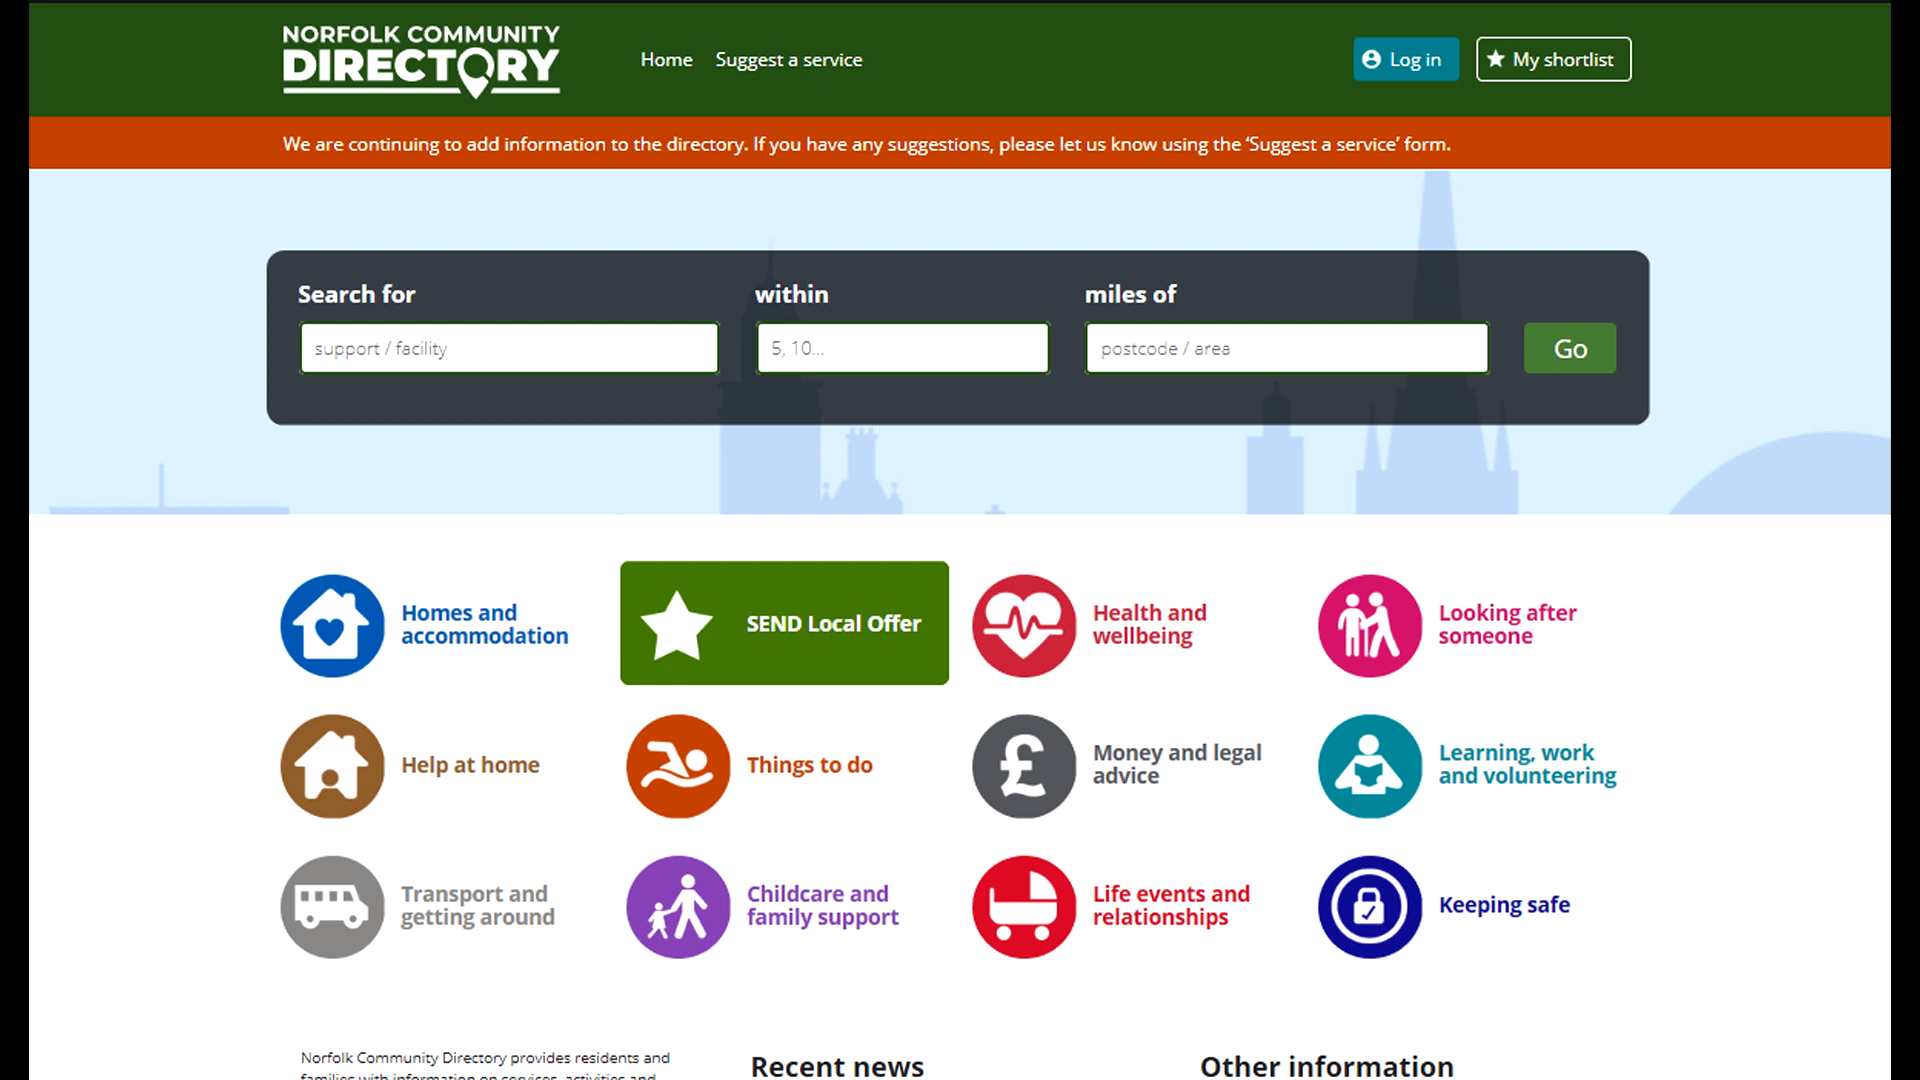 NORFOLK COMMUNITY
DIRECTORY
Home
Suggest a service
Log in
My shortlist
We are continuing to add information to the directory. If you have any suggestions, please let us know using the ‘Suggest a service’ form.
Search for
within
miles of
support / facility
5, 10...
postcode / area
Go
Homes and
accommodation
SEND Local Offer
Health and
wellbeing
Looking after
someone
Help at home
Things to do
Money and legal
advice
Learning, work
and volunteering
Transport and
getting around
Childcare and
family support
Life events and
relationships
Keeping safe
Norfolk Community Directory provides residents and
families with information on services, activities and
Recent news
Other information